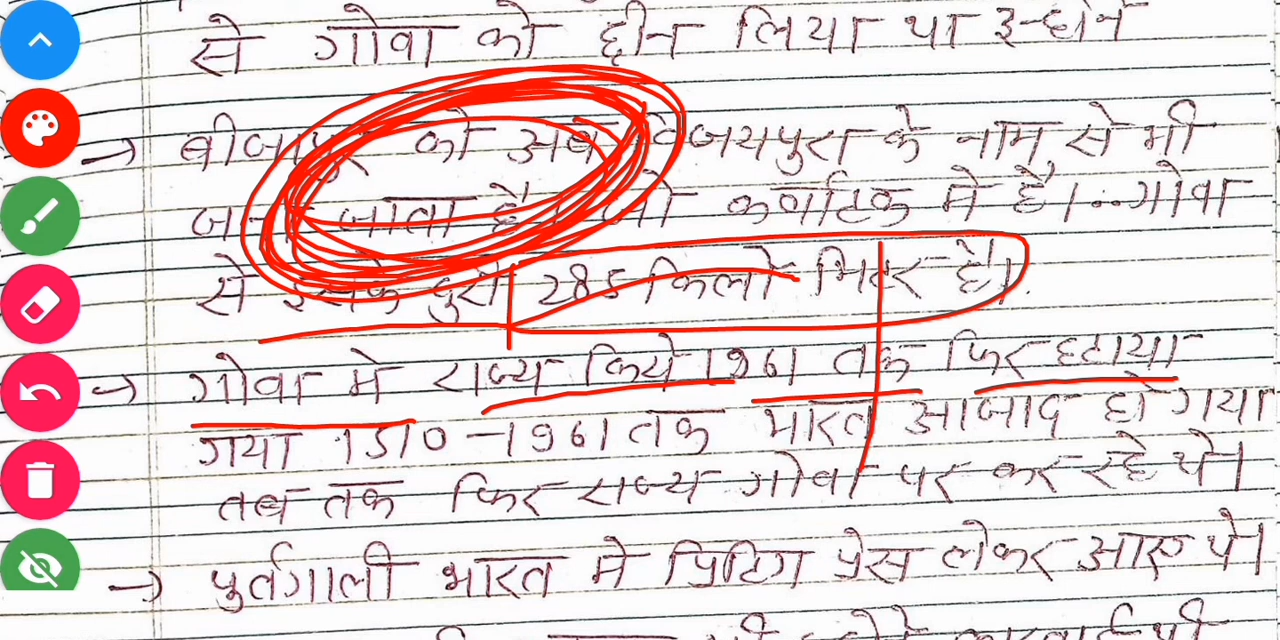 से गोवा को छीन लिया था इन्होंने
→ बीजापुर को अब विजयपुरा के नाम से भी
जाना जाता है। जो कर्णाटक मे है।..गोवा
से इसके दुरी 285 किलो मिटर है।
→ गोवा मे राज्य किये 1961 तक फिर हटाया
गया 1510-1961 तक भारत आजाद हो गया
तब तक फिर राज्य गोवा पर कर रहे थे।
→ पुर्तगाली भारत मे प्रिटिंग प्रेस लेकर आए थे।